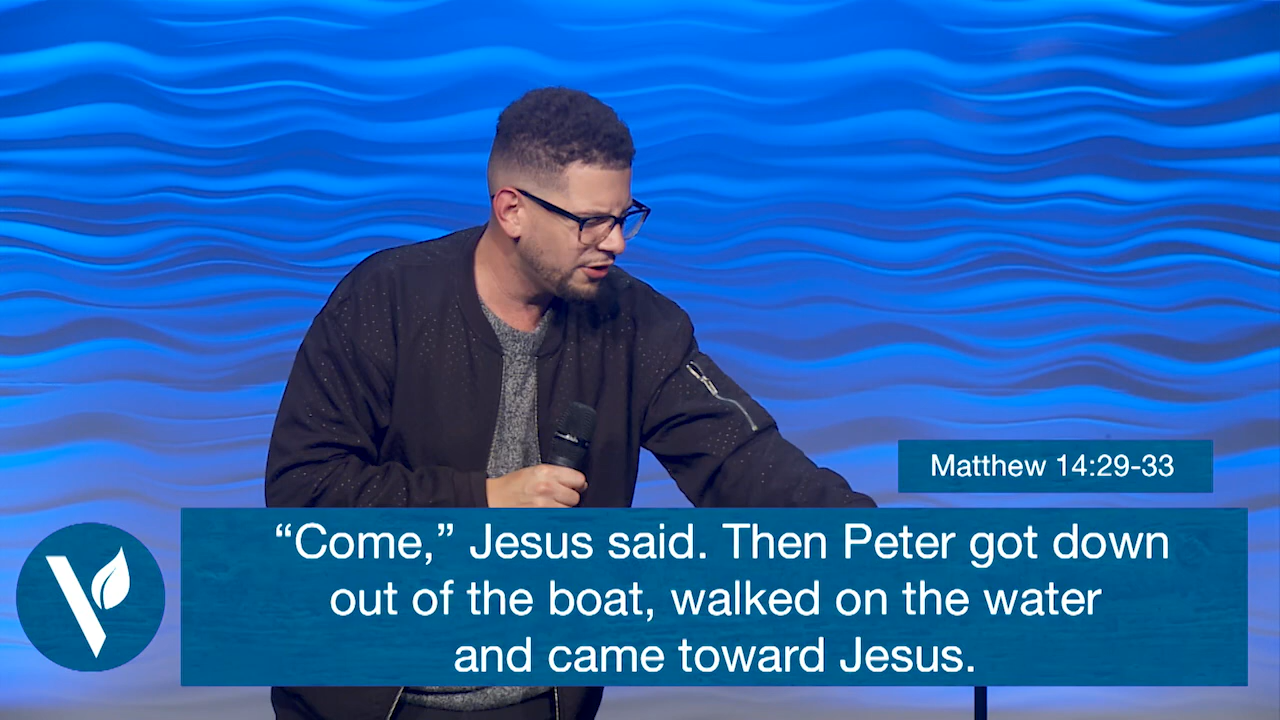 Matthew 14:29-33
“Come,” Jesus said. Then Peter got down
out of the boat, walked on the water
and came toward Jesus.